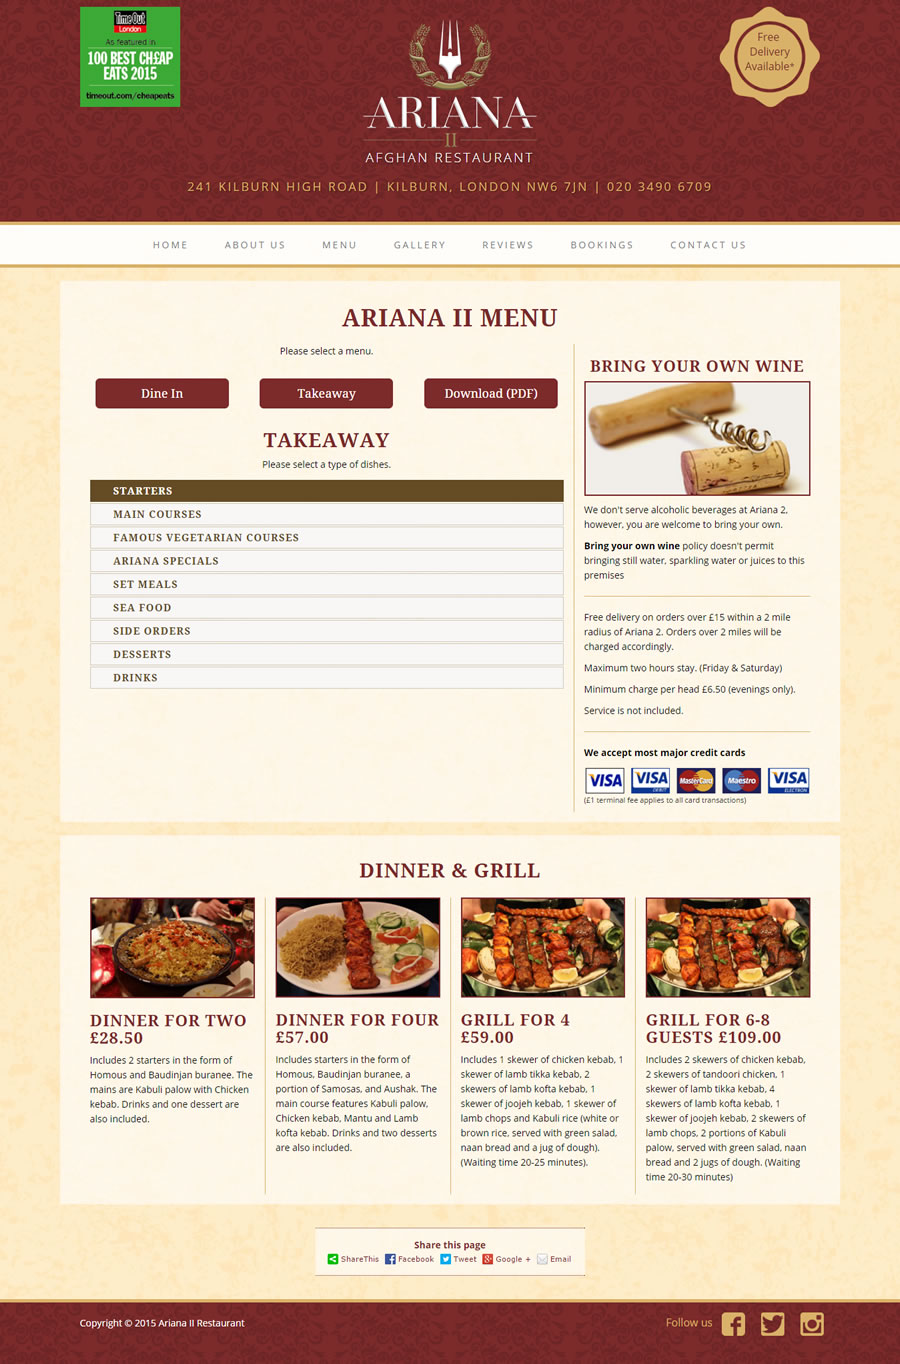 Time Out
London
As featured in
100 BEST CH£AP
EATS 2015
timeout.com/cheapeats
ARIANA
II
AFGHAN RESTAURANT
Free
Delivery
Available*
241 KILBURN HIGH ROAD | KILBURN, LONDON NW6 7JN | 020 3490 6709
HOME ABOUT US MENU GALLERY REVIEWS BOOKINGS CONTACT US
ARIANA II MENU
Please select a menu.
Dine In Takeaway Download (PDF)
TAKEAWAY
Please select a type of dishes.
STARTERS
MAIN COURSES
FAMOUS VEGETARIAN COURSES
ARIANA SPECIALS
SET MEALS
SEA FOOD
SIDE ORDERS
DESSERTS
DRINKS
BRING YOUR OWN WINE
We don't serve alcoholic beverages at Ariana 2,
however, you are welcome to bring your own.
Bring your own wine policy doesn't permit
bringing still water, sparkling water or juices to this
premises
Free delivery on orders over £15 within a 2 mile
radius of Ariana 2. Orders over 2 miles will be
charged accordingly.
Maximum two hours stay. (Friday & Saturday)
Minimum charge per head £6.50 (evenings only).
Service is not included.
We accept most major credit cards
VISA VISA DEBIT MasterCard Maestro VISA ELECTRON
(£1 terminal fee applies to all card transactions)
DINNER & GRILL
DINNER FOR TWO
£28.50
Includes 2 starters in the form of
Homous and Baudinjan buranee. The
mains are Kabuli palow with Chicken
kebab. Drinks and one dessert are
also included.
DINNER FOR FOUR
£57.00
Includes starters in the form of
Homous, Baudinjan buranee, a
portion of Samosas, and Aushak. The
main course features Kabuli palow,
Chicken kebab, Mantu and Lamb
kofta kebab. Drinks and two desserts
are also included.
GRILL FOR 4
£59.00
Includes 1 skewer of chicken kebab, 1
skewer of lamb tikka kebab, 2
skewers of lamb kofta kebab, 1
skewer of joojeh kebab, 1 skewer of
lamb chops and Kabuli rice (white or
brown rice, served with green salad,
naan bread and a jug of dough).
(Waiting time 20-25 minutes).
GRILL FOR 6-8
GUESTS £109.00
Includes 2 skewers of chicken kebab,
2 skewers of tandoori chicken, 1
skewer of lamb tikka kebab, 4
skewers of lamb kofta kebab, 1
skewer of joojeh kebab, 2 skewers of
lamb chops, 2 portions of Kabuli
palow, served with green salad, naan
bread and 2 jugs of dough. (Waiting
time 20-30 minutes)
Share this page
ShareThis Facebook Tweet Google + Email
Copyright © 2015 Ariana II Restaurant
Follow us